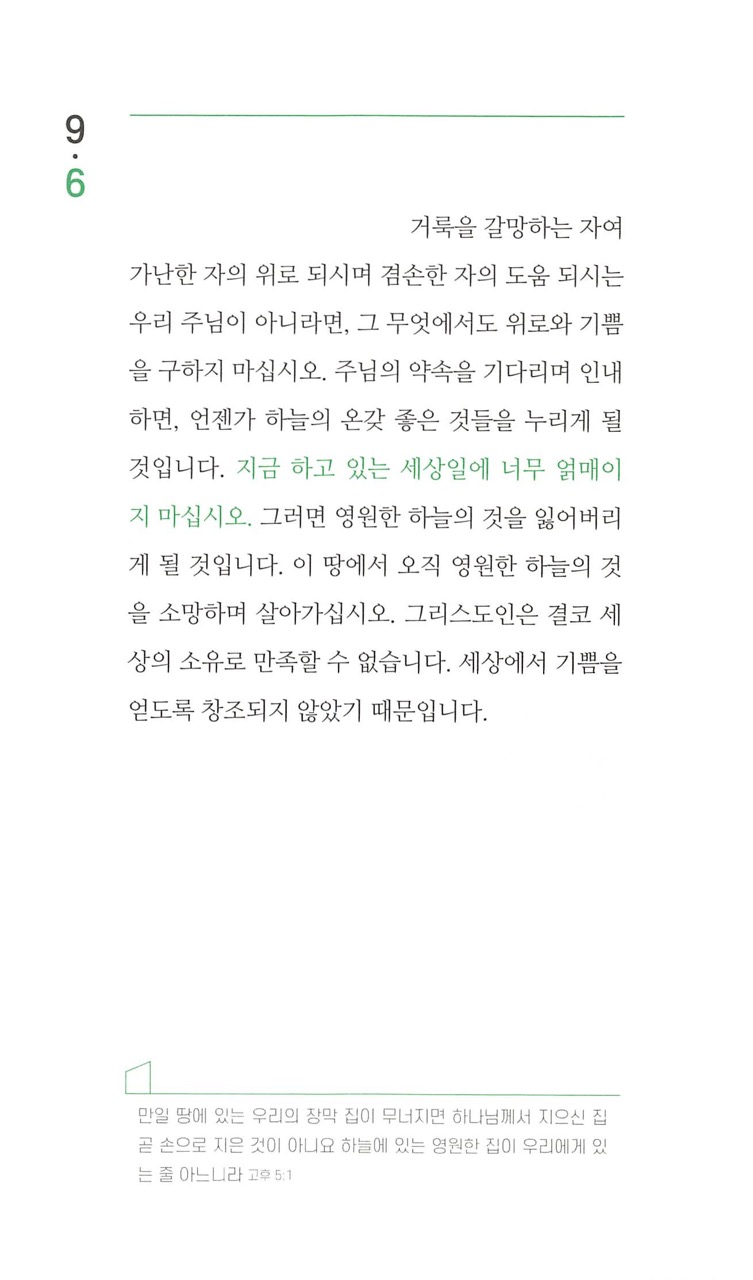 9
·
6
거룩을 갈망하는 자여
가난한 자의 위로 되시며 겸손한 자의 도움 되시는
우리 주님이 아니라면, 그 무엇에서도 위로와 기쁨
을 구하지 마십시오. 주님의 약속을 기다리며 인내
하면, 언젠가 하늘의 온갖 좋은 것들을 누리게 될
것입니다. 지금 하고 있는 세상일에 너무 얽매이
지 마십시오. 그러면 영원한 하늘의 것을 잃어버리
게 될 것입니다. 이 땅에서 오직 영원한 하늘의 것
을 소망하며 살아가십시오. 그리스도인은 결코 세
상의 소유로 만족할 수 없습니다. 세상에서 기쁨을
얻도록 창조되지 않았기 때문입니다.
만일 땅에 있는 우리의 장막 집이 무너지면 하나님께서 지으신 집
곧 손으로 지은 것이 아니요 하늘에 있는 영원한 집이 우리에게 있
는 줄 아느니라 고후 5:1